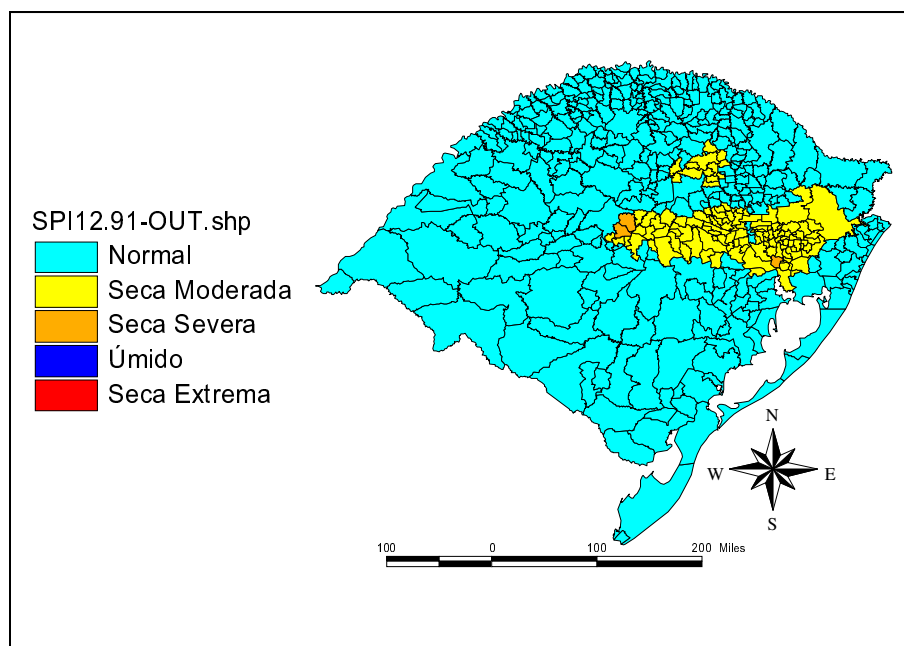 SPI12.91-OUT.shp
Normal
Seca Moderada
Seca Severa
Úmido
Seca Extrema
N
W E
S
100 0 100 200 Miles